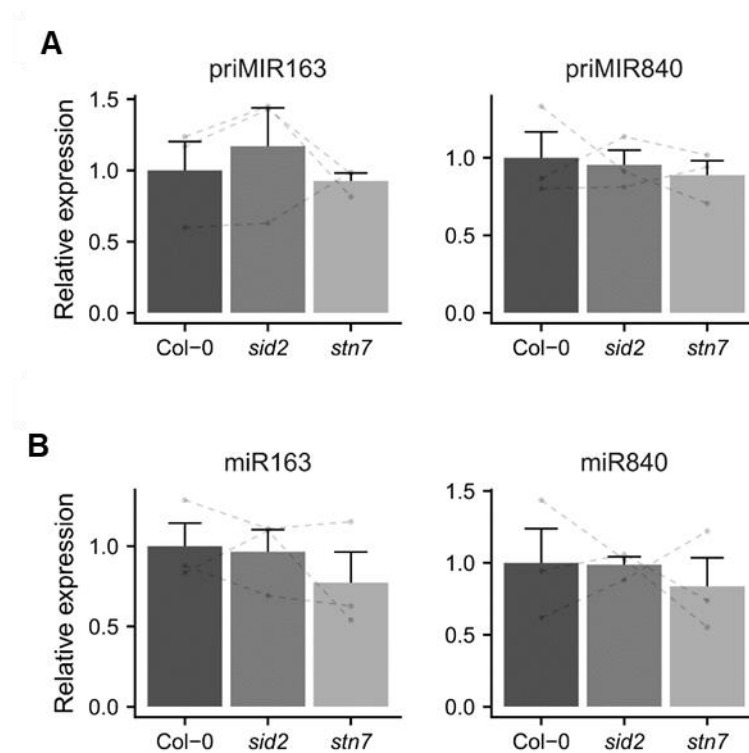 A
priMIR163
priMIR840
Relative expression
1.5
1.0
0.5
0.0
1.0
0.5
0.0
Col-0 sid2 stn7
Col-0 sid2 stn7
B
miR163
miR840
Relative expression
1.0
0.5
0.0
1.5
1.0
0.5
0.0
Col-0 sid2 stn7
Col-0 sid2 stn7